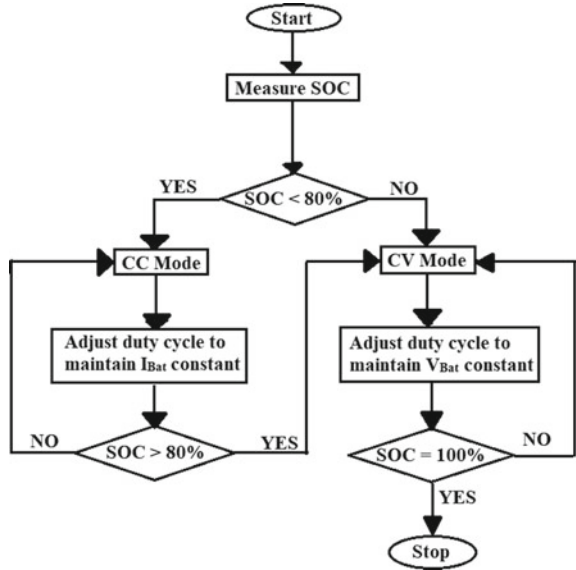 Start
Measure SOC
YES
SOC < 80%
NO
CC Mode
CV Mode
Adjust duty cycle to
maintain IBat constant
Adjust duty cycle to
maintain VBat constant
NO
SOC > 80%
YES
SOC = 100%
NO
YES
Stop